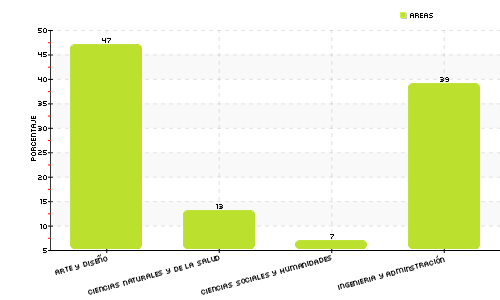 AREAS
50
45
40
35
30
25
20
15
10
5
PORCENTAJE
47
13
7
39
ARTE Y DISEÑO
CIENCIAS NATURALES Y DE LA SALUD
CIENCIAS SOCIALES Y HUMANIDADES
INGENIERIA Y ADMINSTRACIÓN